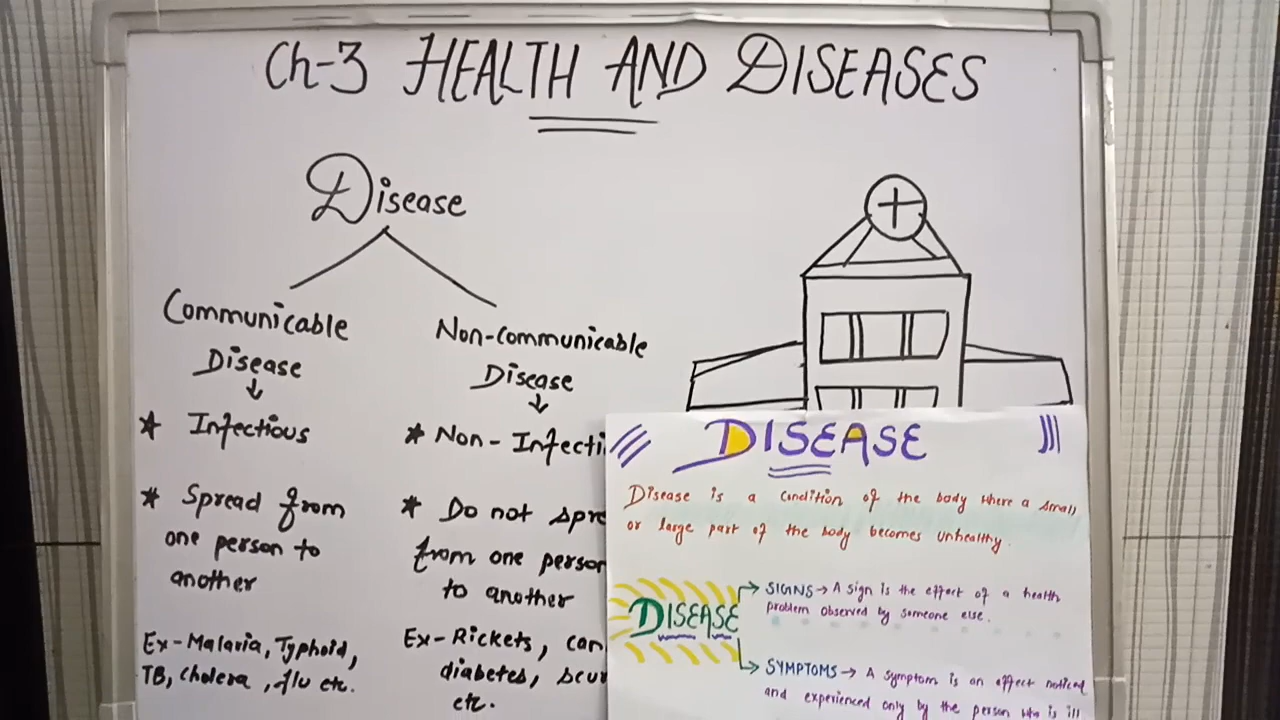 Ch-3 HEALTH AND DISEASES
Disease
Communicable
Disease
* Infectious
* Spread from
one person to
another
Ex-Malaria, Typhoid,
TB, cholera, flu etc.
Non-communicable
Disease
* Non-Infecti
* Do not spre
from one person
to another
Ex-Rickets, can
diabetes, scur
etc.
DISEASE
Disease is a condition of the body where a small
or large part of the body becomes unhealthy.
DISEASE
SIGNS → A sign is the effect of a health
problem observed by someone else.
SYMPTOMS → A symptom is an effect noticed
and experienced only by the person who is ill